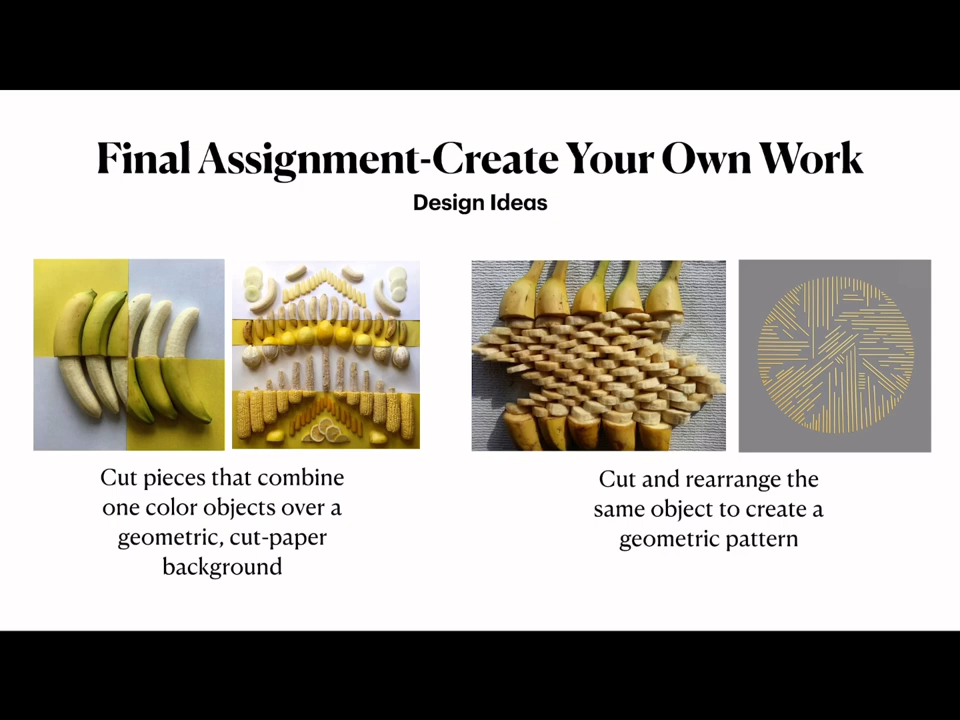 Final Assignment-Create Your Own Work
Design Ideas
Cut pieces that combine
one color objects over a
geometric, cut-paper
background
Cut and rearrange the
same object to create a
geometric pattern